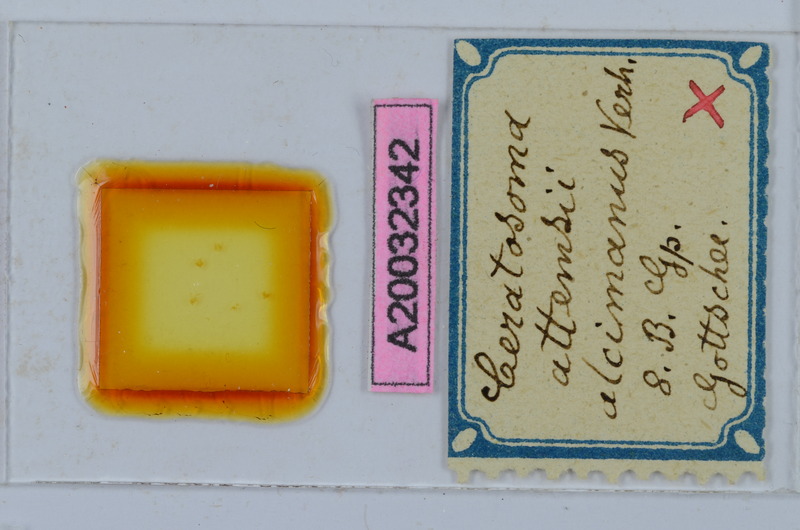 A20032342
Ceratosoma
attemsii
alcimanus Verh.
8. B. Gp.
Gottschee.
X